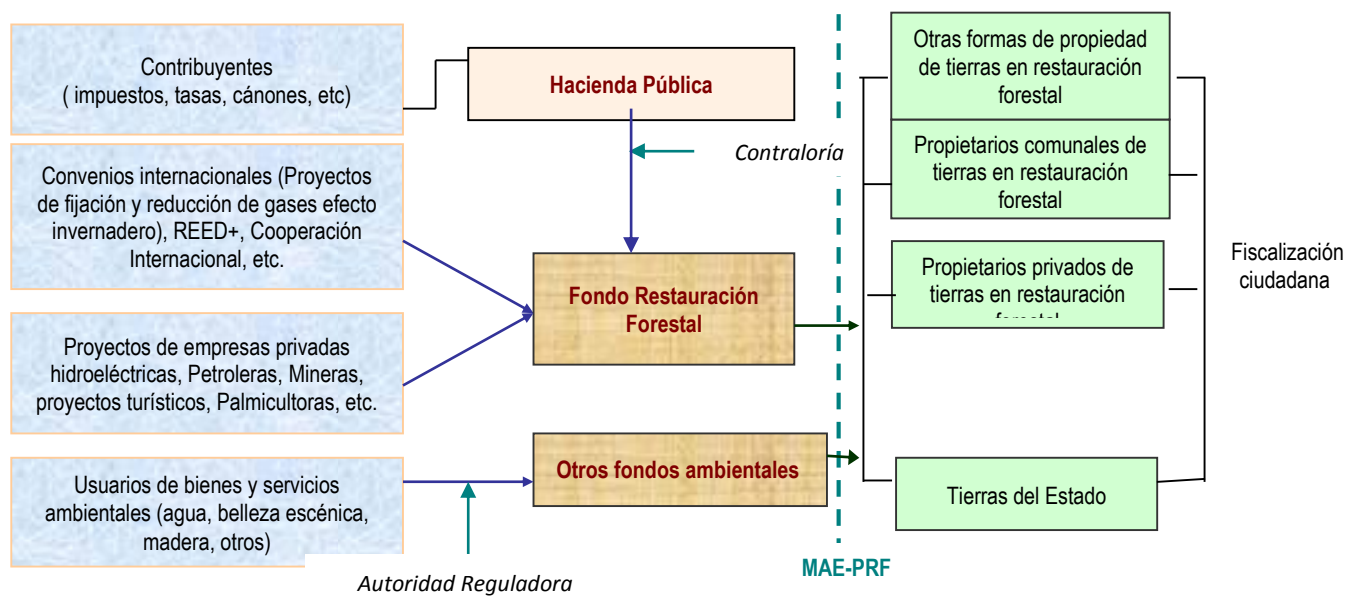 Contribuyentes
( impuestos, tasas, cánones, etc)
Convenios internacionales (Proyectos
de fijación y reducción de gases efecto
invernadero), REED+, Cooperación
Internacional, etc.
Proyectos de empresas privadas
hidroeléctricas, Petroleras, Mineras,
proyectos turísticos, Palmicultoras, etc.
Usuarios de bienes y servicios
ambientales (agua, belleza escénica,
madera, otros)
Hacienda Pública
Contraloría
Fondo Restauración
Forestal
Otros fondos ambientales
Autoridad Reguladora
MAE-PRF
Otras formas de propiedad
de tierras en restauración
forestal
Propietarios comunales de
tierras en restauración
forestal
Propietarios privados de
tierras en restauración
forestal
Tierras del Estado
Fiscalización
ciudadana